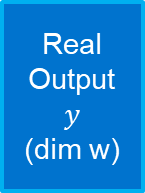 Real
Output
𝑦
(dim w)